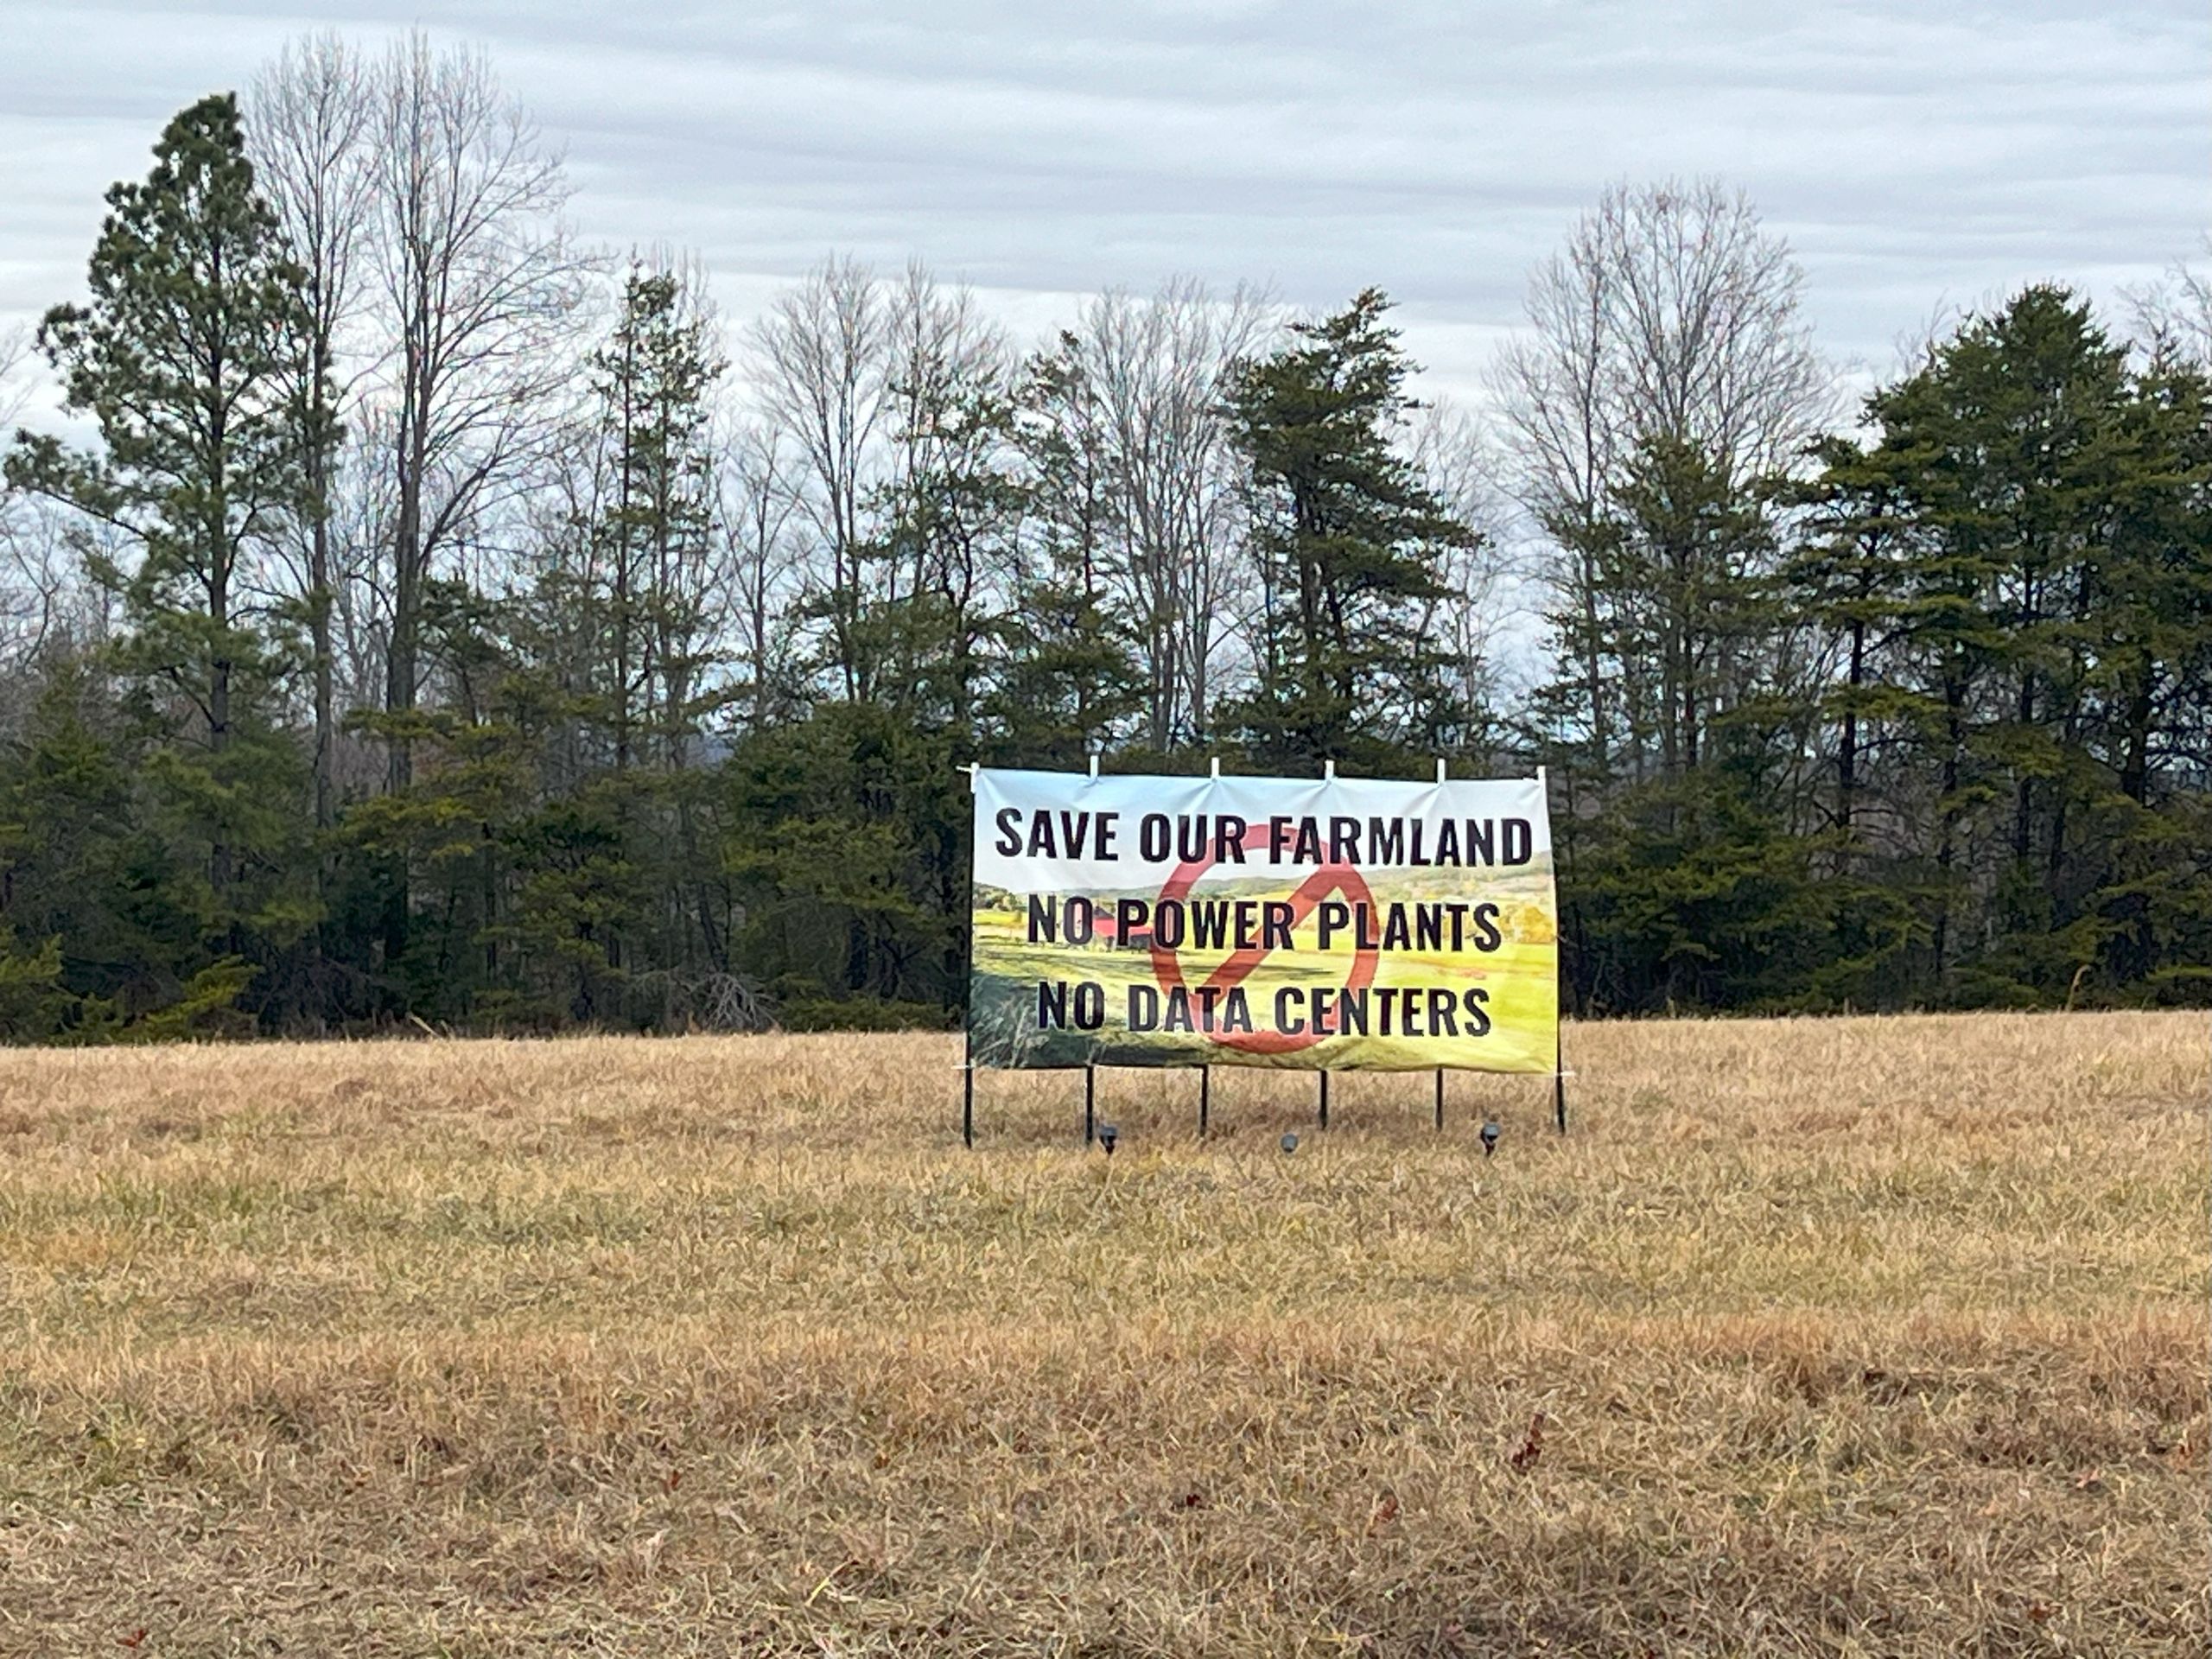 SAVE OUR FARMLAND
NO POWER PLANTS
NO DATA CENTERS